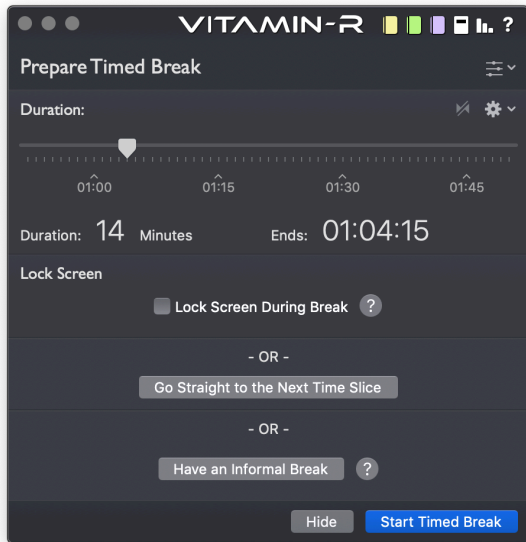 VITAMIN-R ?
Prepare Timed Break
Duration:
01:00 01:15 01:30 01:45
Duration: 14 Minutes Ends: 01:04:15
Lock Screen
Lock Screen During Break ?
- OR -
Go Straight to the Next Time Slice
- OR -
Have an Informal Break ?
Hide Start Timed Break